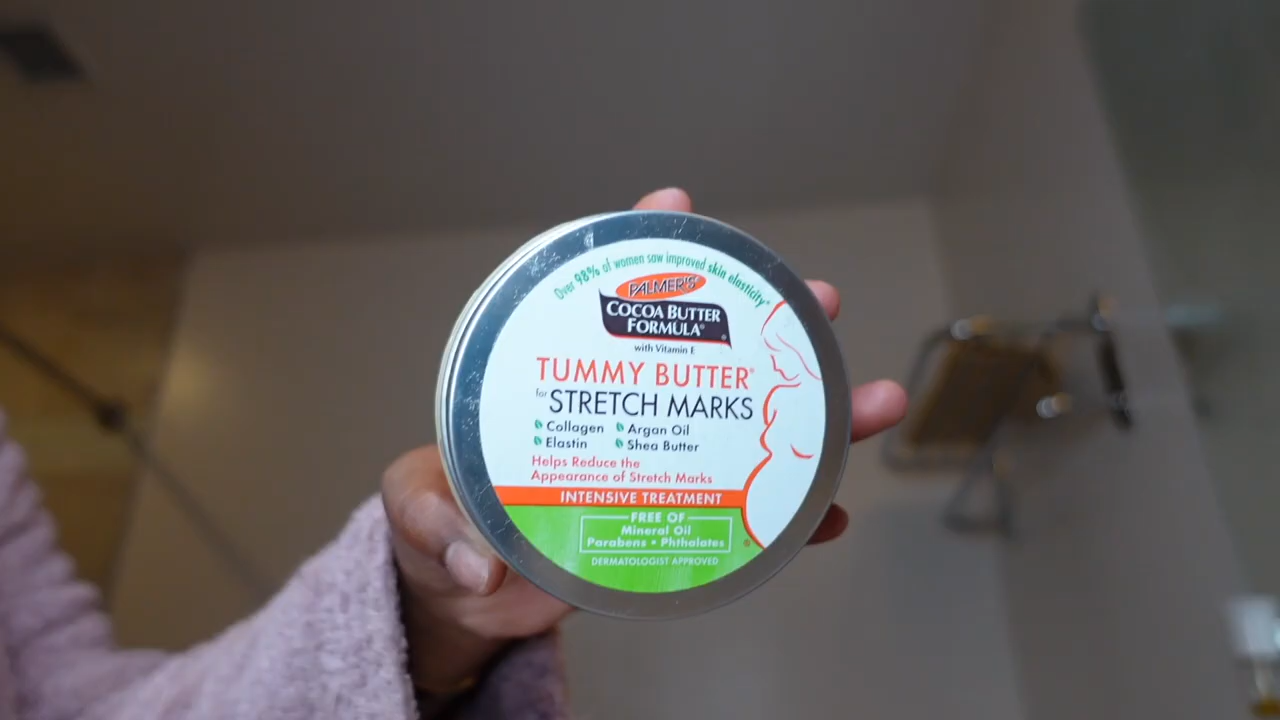 Over 98% of women saw improved skin elasticity*
PALMER'S®
COCOA BUTTER
FORMULA®
with Vitamin E
TUMMY BUTTER®
for STRETCH MARKS
Collagen Argan Oil
Elastin Shea Butter
Helps Reduce the
Appearance of Stretch Marks
INTENSIVE TREATMENT
FREE OF
Mineral Oil
Parabens • Phthalates
DERMATOLOGIST APPROVED